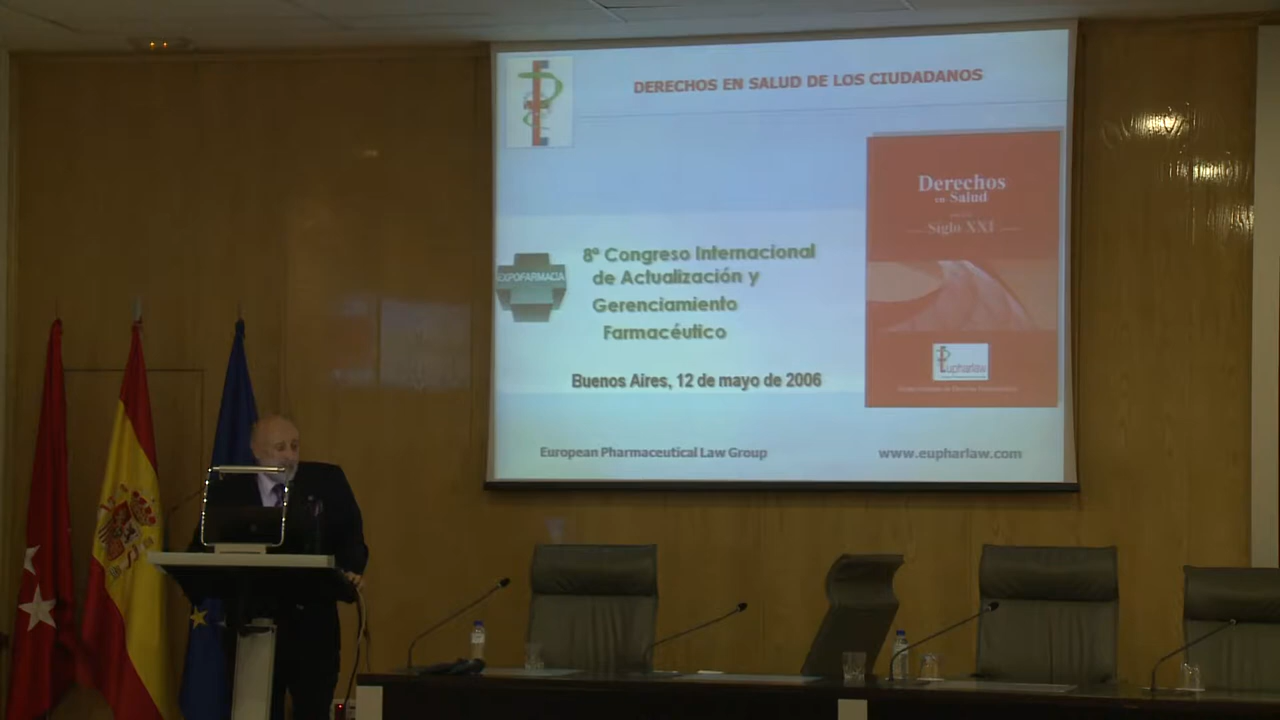 DERECHOS EN SALUD DE LOS CIUDADANOS
Derechos
en Salud
Siglo XXI
EXPOFARMACIA
8º Congreso Internacional
de Actualización y
Gerenciamiento
Farmacéutico
Buenos Aires, 12 de mayo de 2006
Eupharlaw
European Pharmaceutical Law Group
www.eupharlaw.com